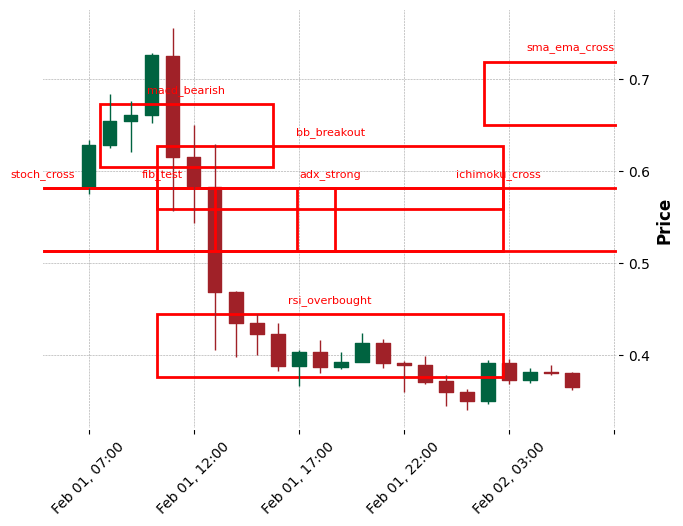 sma_ema_cross
0.7
macd_bearish
bb_breakout
stoch_cross
fib_test
adx_strong
ichimoku_cross
0.6
Price
0.5
rsi_overbought
0.4
Feb 01, 07:00
Feb 01, 12:00
Feb 01, 17:00
Feb 01, 22:00
Feb 02, 03:00